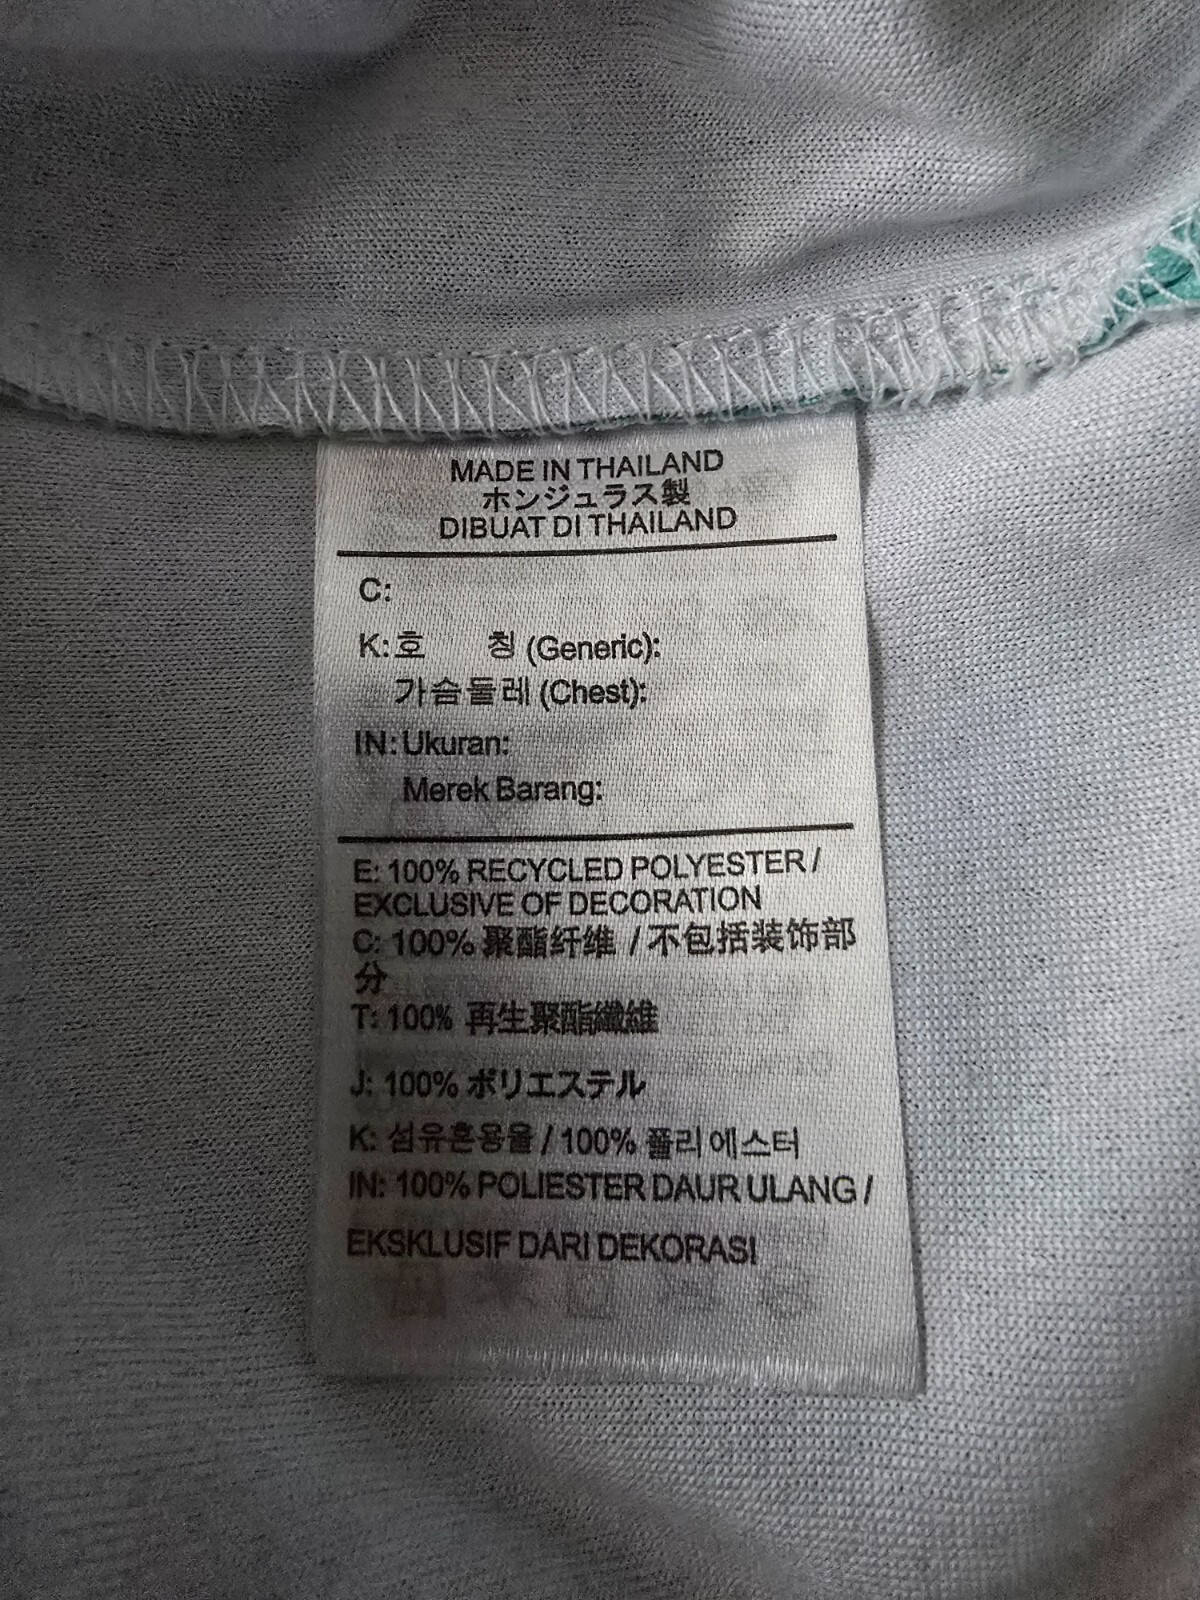 MADE IN THAILAND
ホンジュラス製
DIBUAT DI THAILAND
C:
K: 호 칭 (Generic):
가슴둘레 (Chest):
IN: Ukuran:
Merek Barang:
E: 100% RECYCLED POLYESTER /
EXCLUSIVE OF DECORATION
C: 100% 聚酯纤维 / 不包括装饰部
分
T: 100% 再生聚酯纖維
J: 100% ポリエステル
K: 섬유혼용율 / 100% 폴리에스터
IN: 100% POLIESTER DAUR ULANG /
EKSKLUSIF DARI DEKORASI